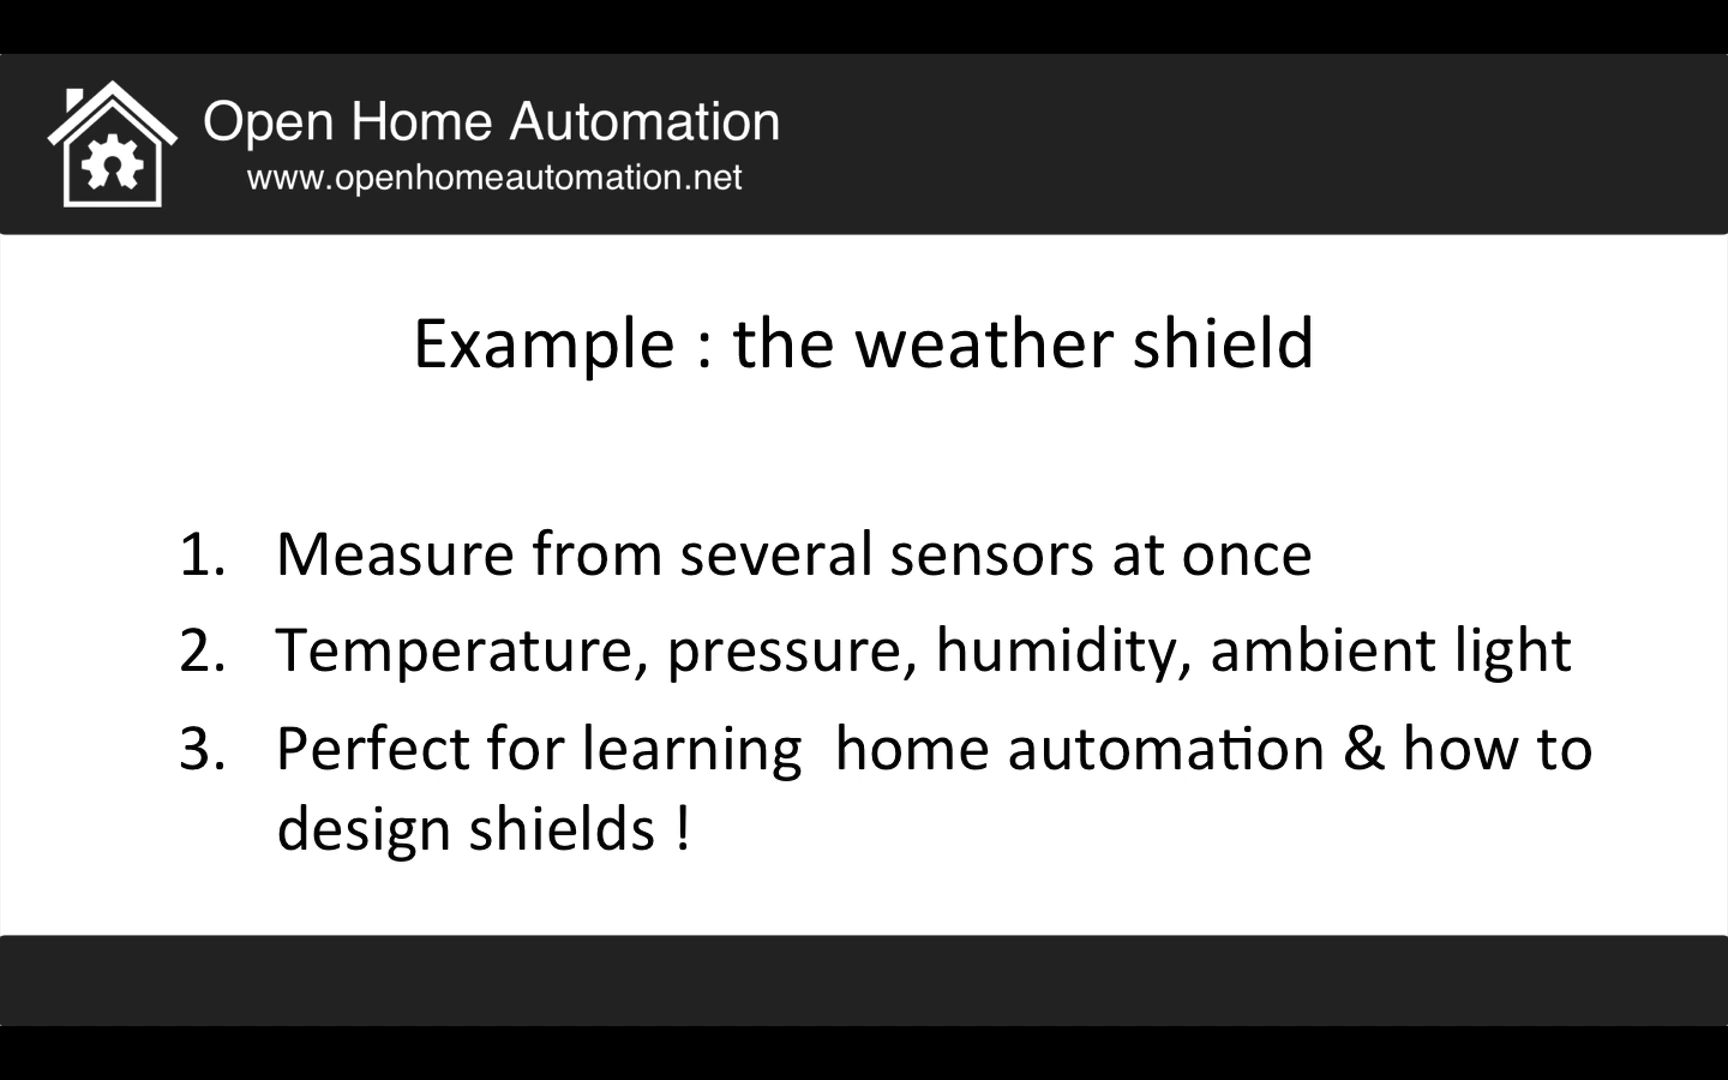 Open Home Automation
www.openhomeautomation.net
Example : the weather shield
1. Measure from several sensors at once
2. Temperature, pressure, humidity, ambient light
3. Perfect for learning  home automation & how to
design shields !